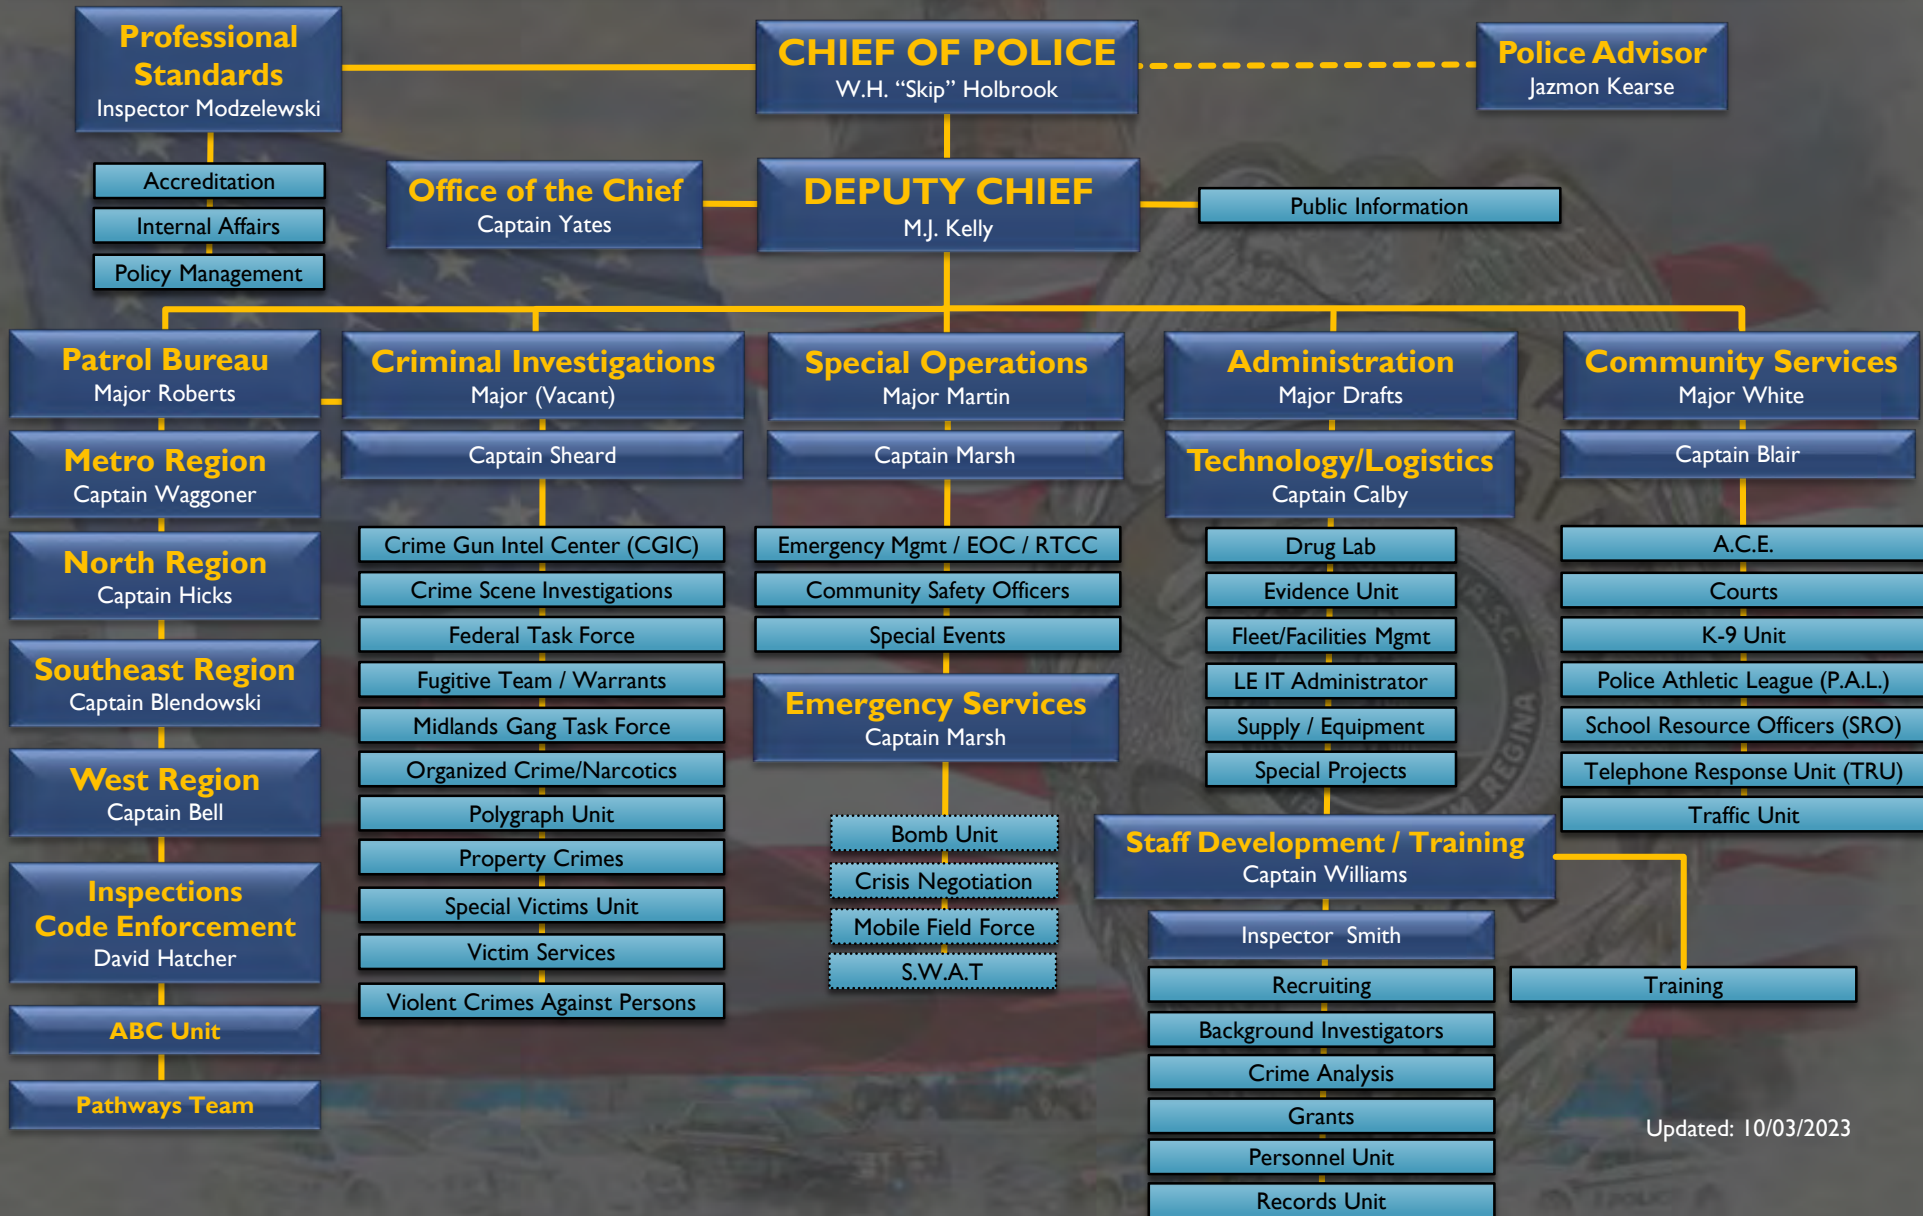 Professional
Standards
Inspector Modzelewski
CHIEF OF POLICE
W.H. “Skip” Holbrook
Police Advisor
Jazmon Kearse
Accreditation
Internal Affairs
Policy Management
Office of the Chief
Captain Yates
DEPUTY CHIEF
M.J. Kelly
Public Information
Patrol Bureau
Major Roberts
Metro Region
Captain Waggoner
North Region
Captain Hicks
Southeast Region
Captain Blendowski
West Region
Captain Bell
Inspections
Code Enforcement
David Hatcher
ABC Unit
Pathways Team
Criminal Investigations
Major (Vacant)
Captain Sheard
Crime Gun Intel Center (CGIC)
Crime Scene Investigations
Federal Task Force
Fugitive Team / Warrants
Midlands Gang Task Force
Organized Crime/Narcotics
Polygraph Unit
Property Crimes
Special Victims Unit
Victim Services
Violent Crimes Against Persons
Special Operations
Major Martin
Captain Marsh
Emergency Mgmt / EOC / RTCC
Community Safety Officers
Special Events
Emergency Services
Captain Marsh
Bomb Unit
Crisis Negotiation
Mobile Field Force
S.W.A.T
Administration
Major Drafts
Technology/Logistics
Captain Calby
Drug Lab
Evidence Unit
Fleet/Facilities Mgmt
LE IT Administrator
Supply / Equipment
Special Projects
Staff Development / Training
Captain Williams
Inspector Smith
Recruiting
Background Investigators
Crime Analysis
Grants
Personnel Unit
Records Unit
Training
Community Services
Major White
Captain Blair
A.C.E.
Courts
K-9 Unit
Police Athletic League (P.A.L.)
School Resource Officers (SRO)
Telephone Response Unit (TRU)
Traffic Unit
A.S.C.
REGINA
Updated: 10/03/2023